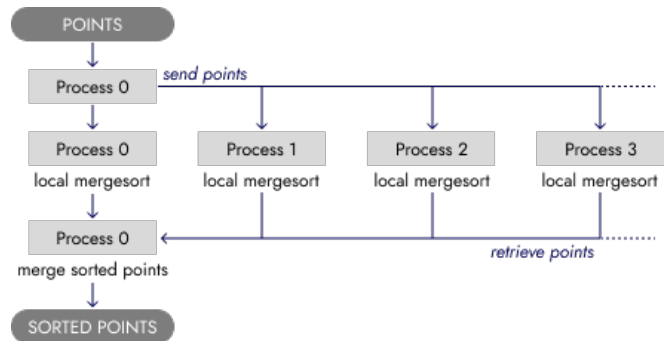 POINTS
send points
Process 0
Process 0
Process 1
Process 2
Process 3
local mergesort
local mergesort
local mergesort
local mergesort
Process 0
retrieve points
merge sorted points
SORTED POINTS